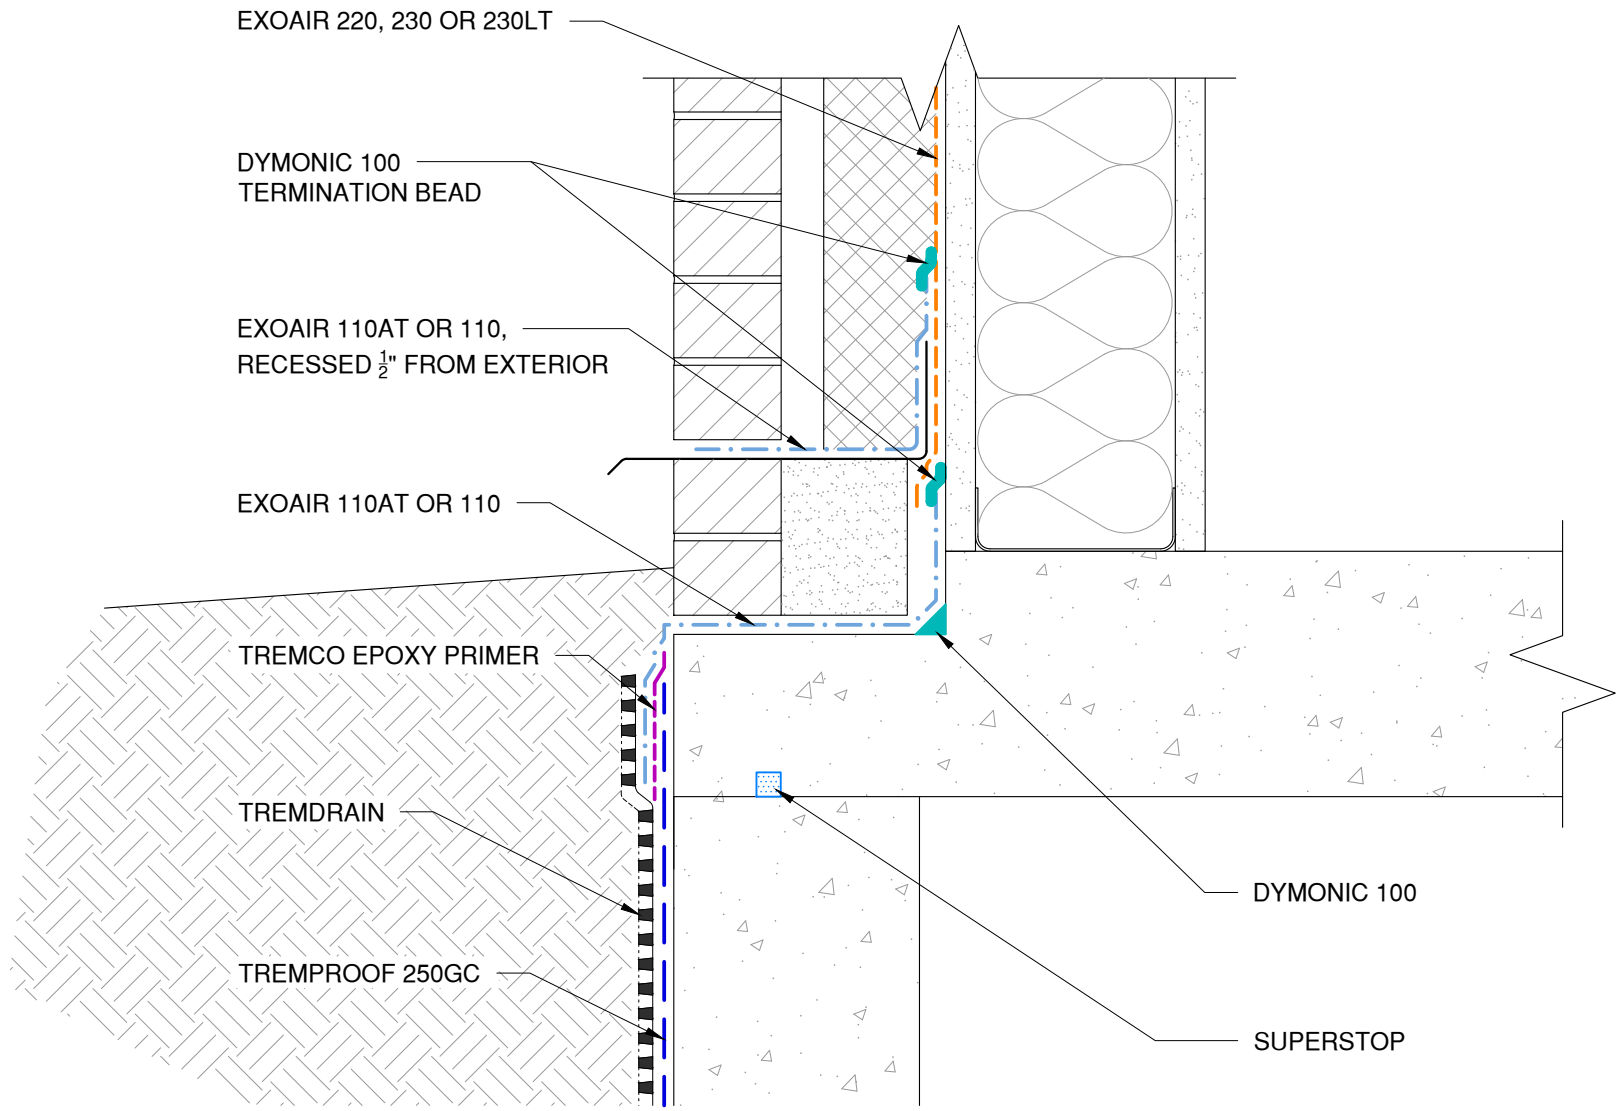 EXOAIR 220, 230 OR 230LT
DYMONIC 100
TERMINATION BEAD
EXOAIR 110AT OR 110,
RECESSED 1/2" FROM EXTERIOR
EXOAIR 110AT OR 110
TREMCO EPOXY PRIMER
TREMDRAIN
TREMPROOF 250GC
DYMONIC 100
SUPERSTOP